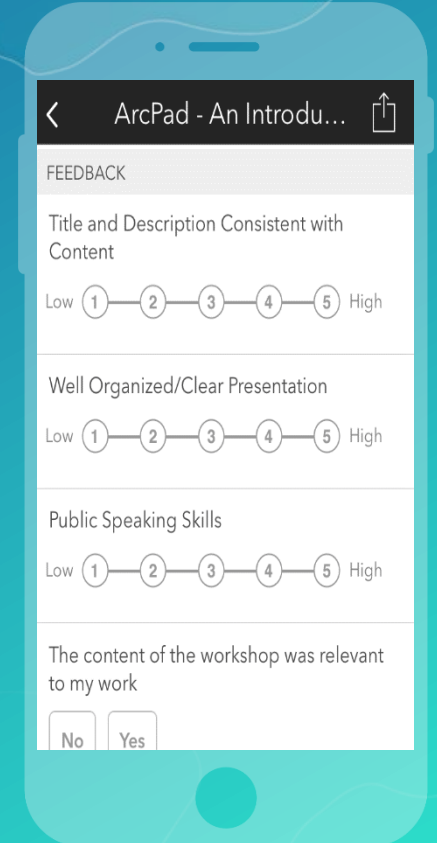 ArcPad - An Introdu...
FEEDBACK
Title and Description Consistent with
Content
Low 1 2 3 4 5 High
Well Organized/Clear Presentation
Low 1 2 3 4 5 High
Public Speaking Skills
Low 1 2 3 4 5 High
The content of the workshop was relevant
to my work
No Yes